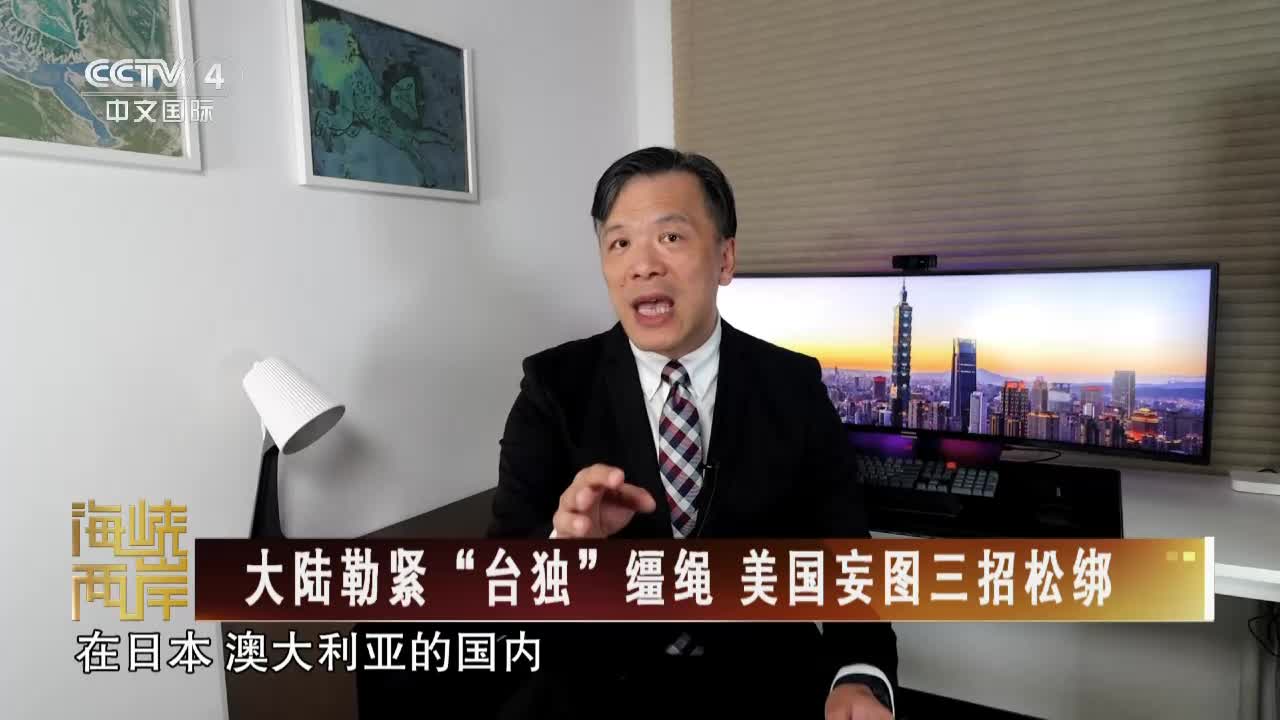 CCTV 4
中文国际
海峡
两岸
大陆勒紧“台独”缰绳 美国妄图三招松绑
在日本 澳大利亚的国内